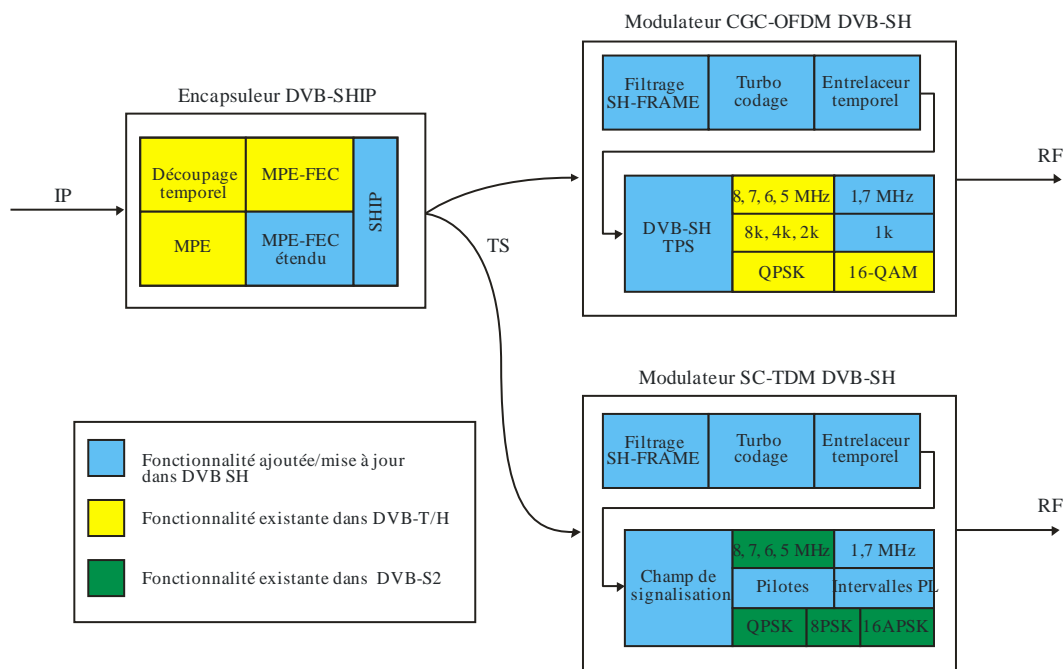 Modulateur CGC-OFDM DVB-SH
Filtrage
SH-FRAME
Turbo
codage
Entrelaceur
temporel
Encapsuleur DVB-SHIP
IP
Découpage
temporel
MPE-FEC
SHIP
MPE
MPE-FEC
étendu
TS
DVB-SH
TPS
8, 7, 6, 5 MHz
1,7 MHz
8k, 4k, 2k
1k
QPSK
16-QAM
RF
Modulateur SC-TDM DVB-SH
Filtrage
SH-FRAME
Turbo
codage
Entrelaceur
temporel
Champ de
signalisation
8, 7, 6, 5 MHz
1,7 MHz
Pilotes
Intervalles PL
QPSK
8PSK
16APSK
RF
Fonctionnalité ajoutée/mise à jour
dans DVB SH
Fonctionnalité existante dans DVB-T/H
Fonctionnalité existante dans DVB-S2